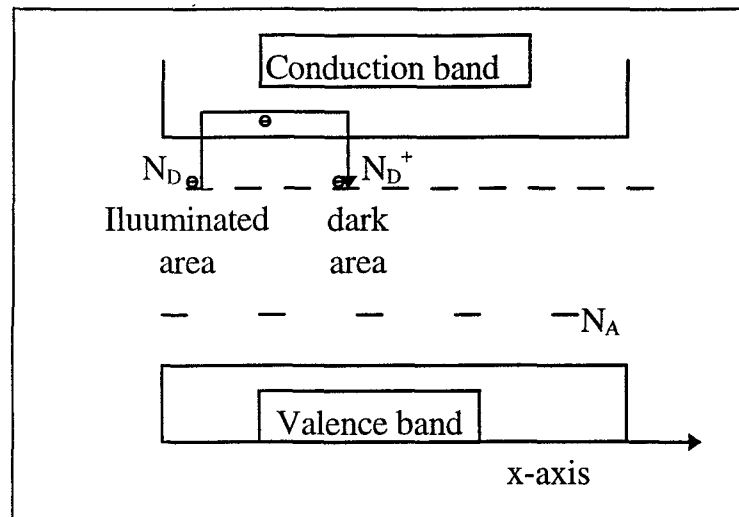 Conduction band
N_D N_D^+
Iluuminated dark
area area
N_A
Valence band
x-axis